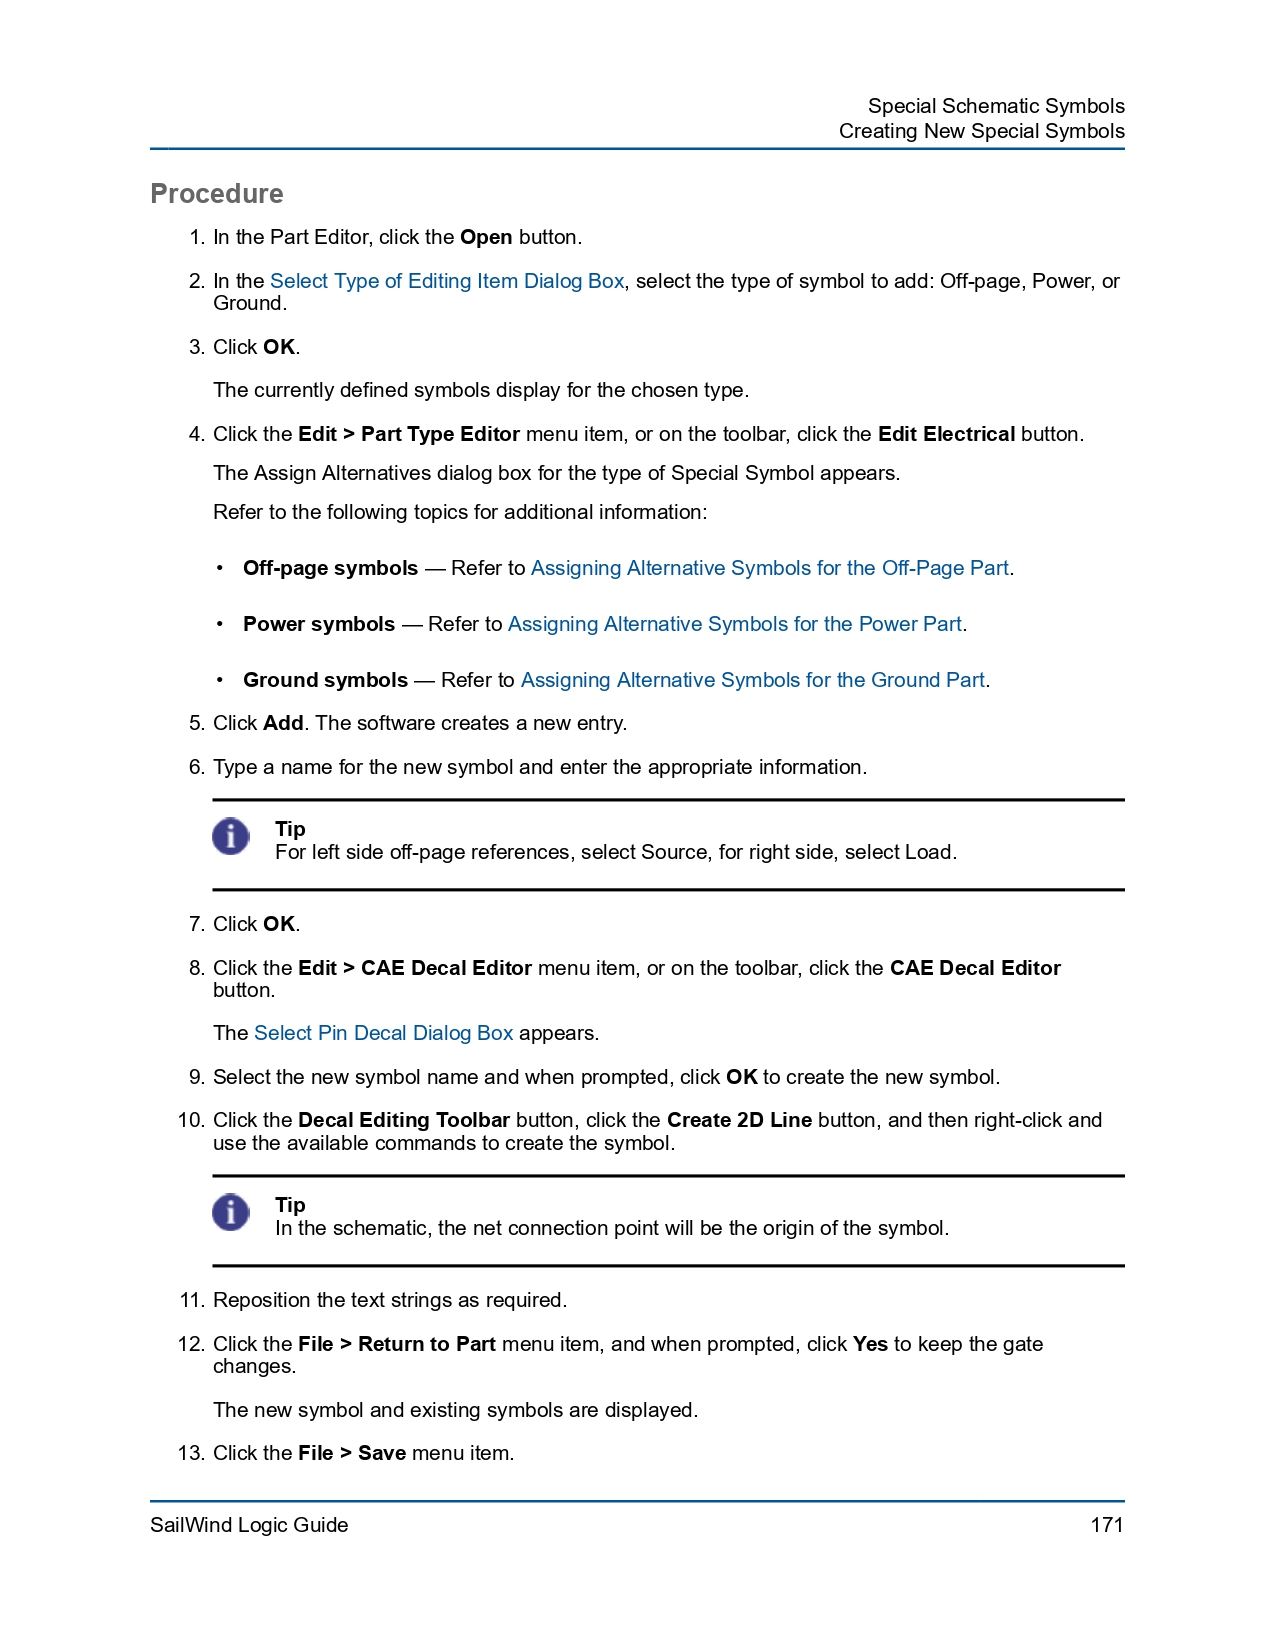 Special Schematic Symbols
Creating New Special Symbols
Procedure
1. In the Part Editor, click the Open button.
2. In the Select Type of Editing Item Dialog Box, select the type of symbol to add: Off-page, Power, or
Ground.
3. Click OK.
The currently defined symbols display for the chosen type.
4. Click the Edit > Part Type Editor menu item, or on the toolbar, click the Edit Electrical button.
The Assign Alternatives dialog box for the type of Special Symbol appears.
Refer to the following topics for additional information:
• Off-page symbols — Refer to Assigning Alternative Symbols for the Off-Page Part.
• Power symbols — Refer to Assigning Alternative Symbols for the Power Part.
• Ground symbols — Refer to Assigning Alternative Symbols for the Ground Part.
5. Click Add. The software creates a new entry.
6. Type a name for the new symbol and enter the appropriate information.
Tip
For left side off-page references, select Source, for right side, select Load.
7. Click OK.
8. Click the Edit > CAE Decal Editor menu item, or on the toolbar, click the CAE Decal Editor
button.
The Select Pin Decal Dialog Box appears.
9. Select the new symbol name and when prompted, click OK to create the new symbol.
10. Click the Decal Editing Toolbar button, click the Create 2D Line button, and then right-click and
use the available commands to create the symbol.
Tip
In the schematic, the net connection point will be the origin of the symbol.
11. Reposition the text strings as required.
12. Click the File > Return to Part menu item, and when prompted, click Yes to keep the gate
changes.
The new symbol and existing symbols are displayed.
13. Click the File > Save menu item.
SailWind Logic Guide
171